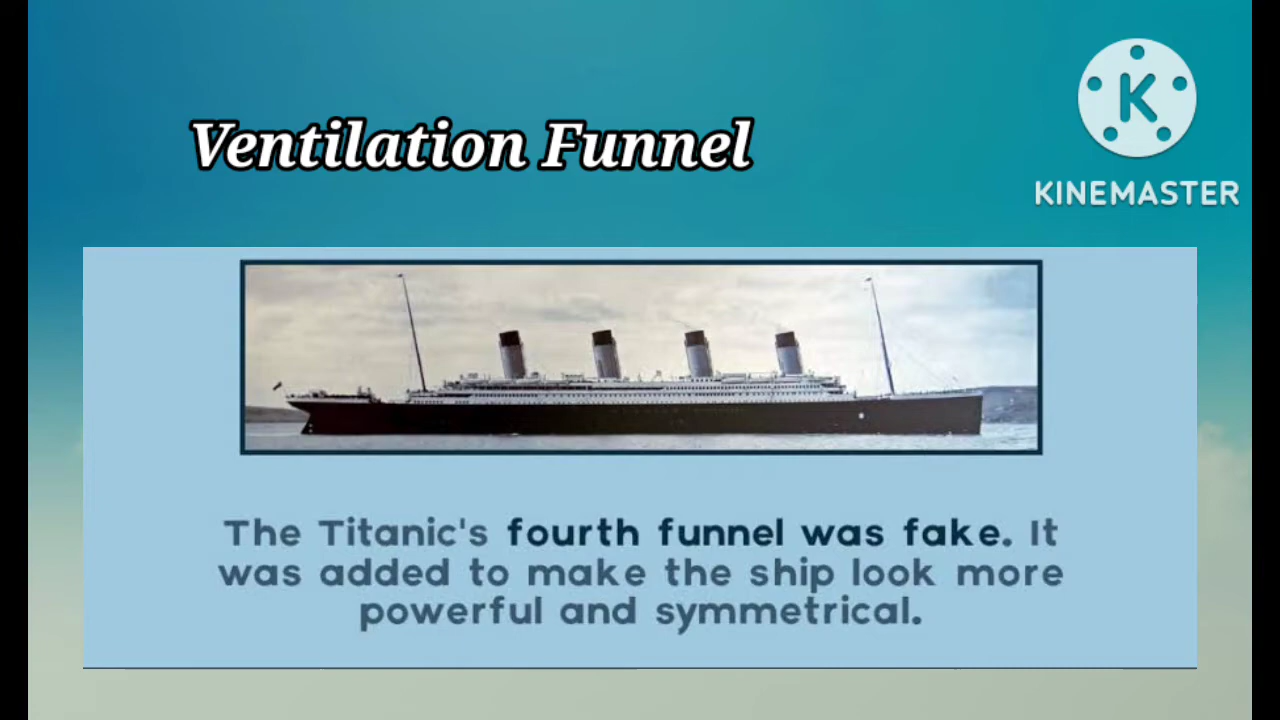 Ventilation Funnel
K
KINEMASTER
The Titanic's fourth funnel was fake. It
was added to make the ship look more
powerful and symmetrical.